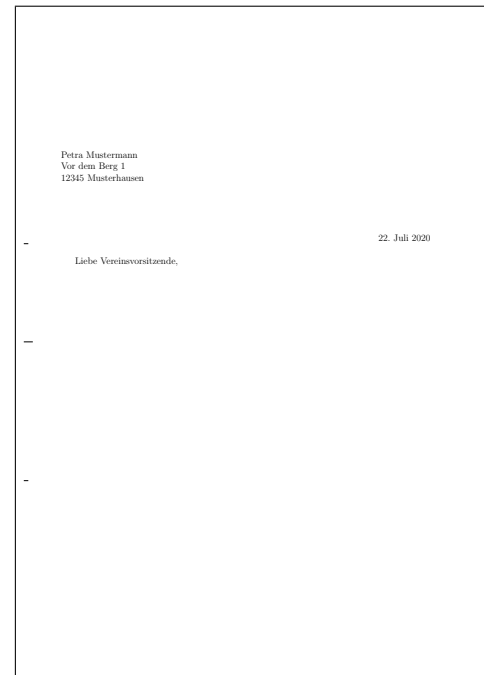 Petra Mustermann
Vor dem Berg 1
12345 Musterhausen
22. Juli 2020
Liebe Vereinsvorsitzende,